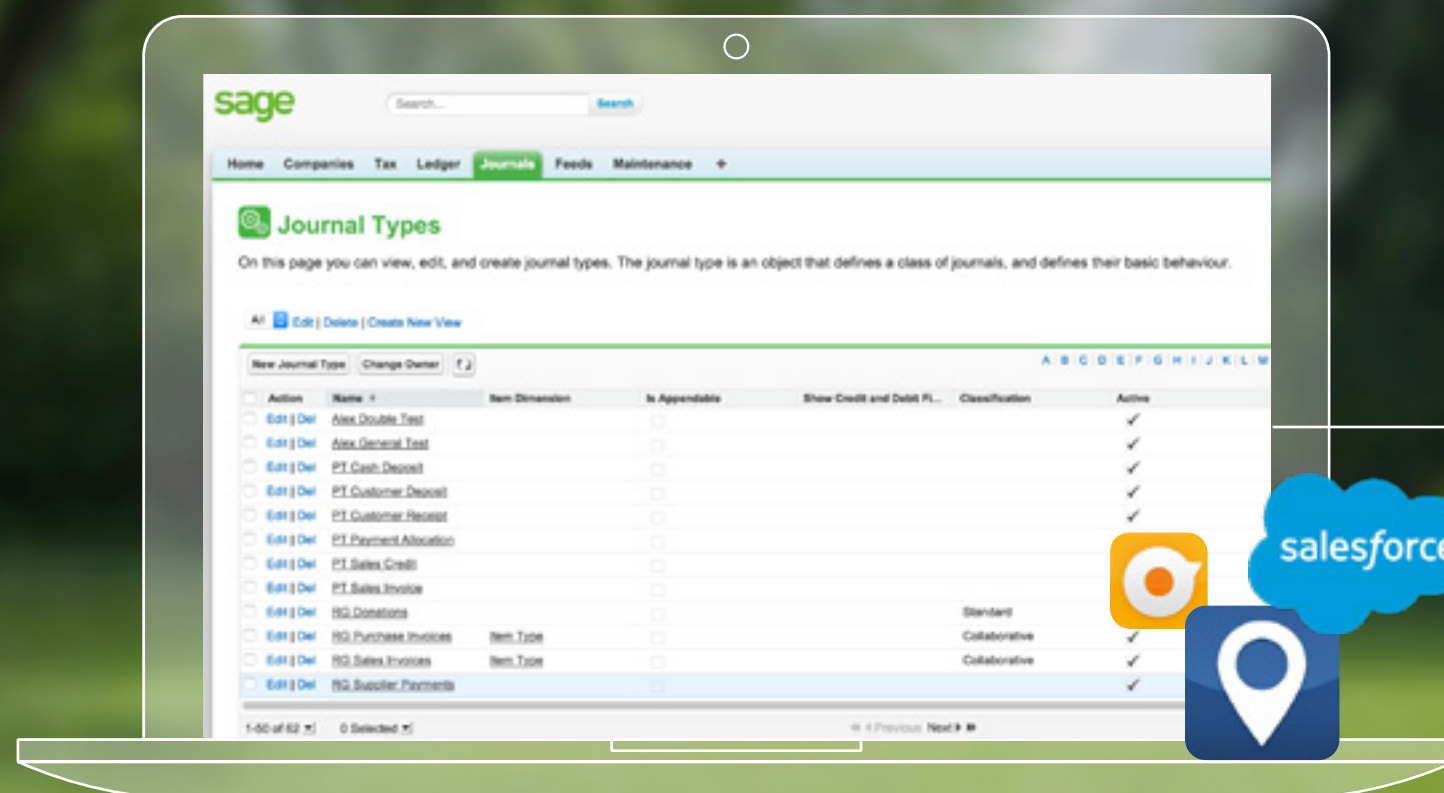 sage
Search... Search
Home Companies Tax Ledger Journals Feeds Maintenance +
Journal Types
On this page you can view, edit, and create journal types. The journal type is an object that defines a class of journals, and defines their basic behaviour.
All Edit | Delete | Create New View
New Journal Type Change Owner A B C D E F G H I J K L M
Action Name Item Dimension Is Appendable Show Credit and Debit Fi... Classification Active
Edit | Del Alex Double Test
Edit | Del Alex General Test
Edit | Del PT Cash Deposit
Edit | Del PT Customer Deposit
Edit | Del PT Customer Receipt
Edit | Del PT Payment Allocation
Edit | Del PT Sales Credit
Edit | Del PT Sales Invoice
Edit | Del RG Donations Standard
Edit | Del RG Purchase Invoices Item Type Collaborative
Edit | Del RG Sales Invoices Item Type Collaborative
Edit | Del RG Supplier Payments
1-50 of 62 0 Selected Previous Next
salesforce